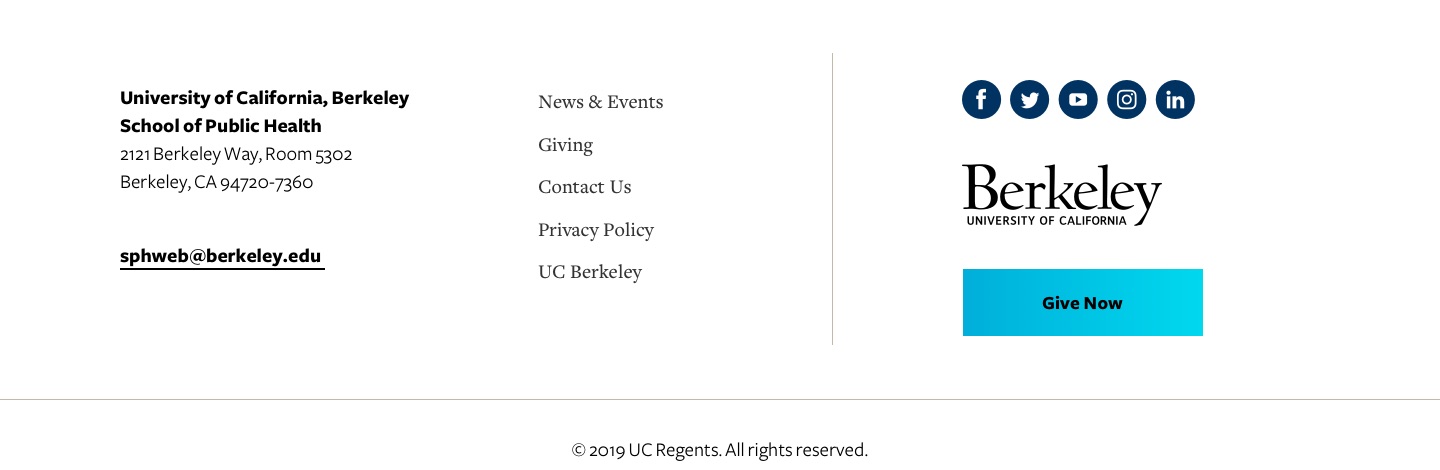 University of California, Berkeley
School of Public Health
2121 Berkeley Way, Room 5302
Berkeley, CA 94720-7360
sphweb@berkeley.edu
News & Events
Giving
Contact Us
Privacy Policy
UC Berkeley
Berkeley
UNIVERSITY OF CALIFORNIA
Give Now
© 2019 UC Regents. All rights reserved.